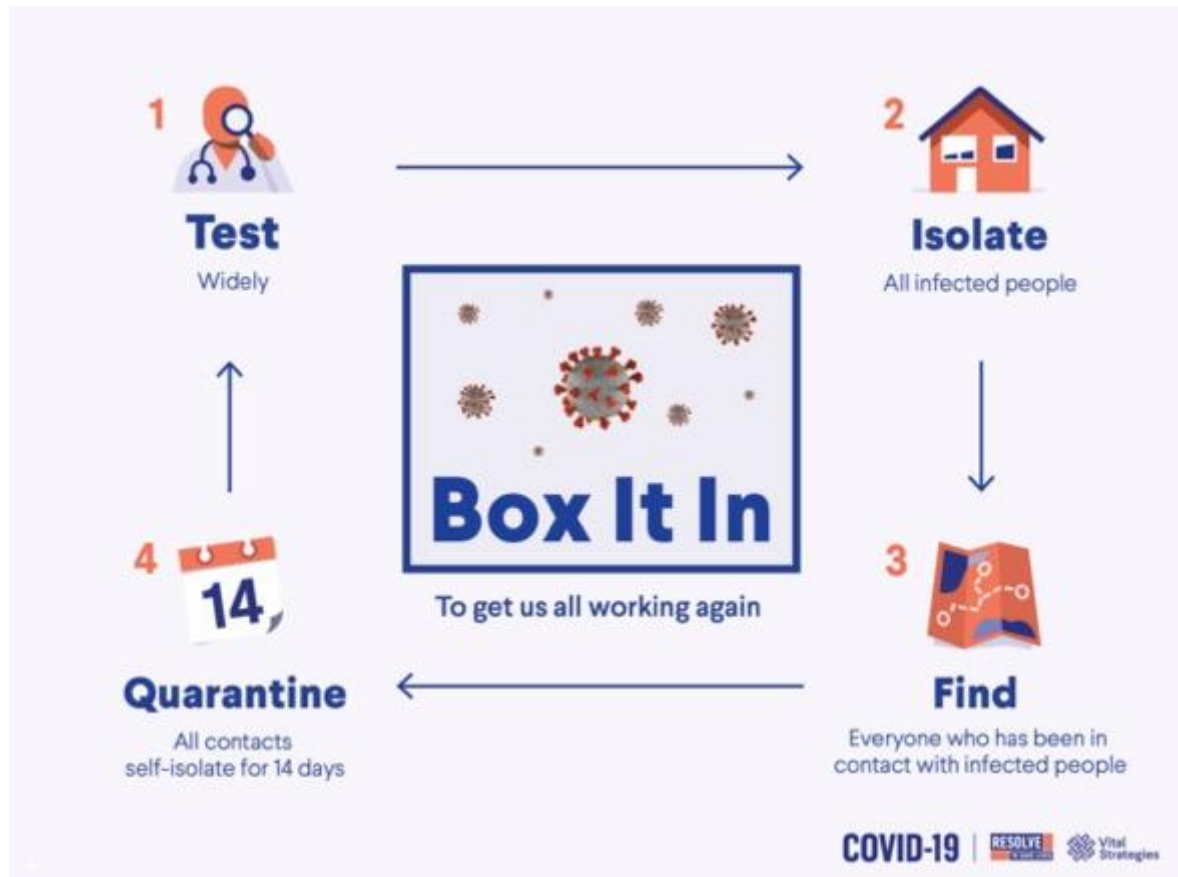 1
Test
Widely
2
Isolate
All infected people
Box It In
To get us all working again
3
Find
Everyone who has been in
contact with infected people
4
14
Quarantine
All contacts
self-isolate for 14 days
COVID-19
RESOLVE
Vital
Strategies